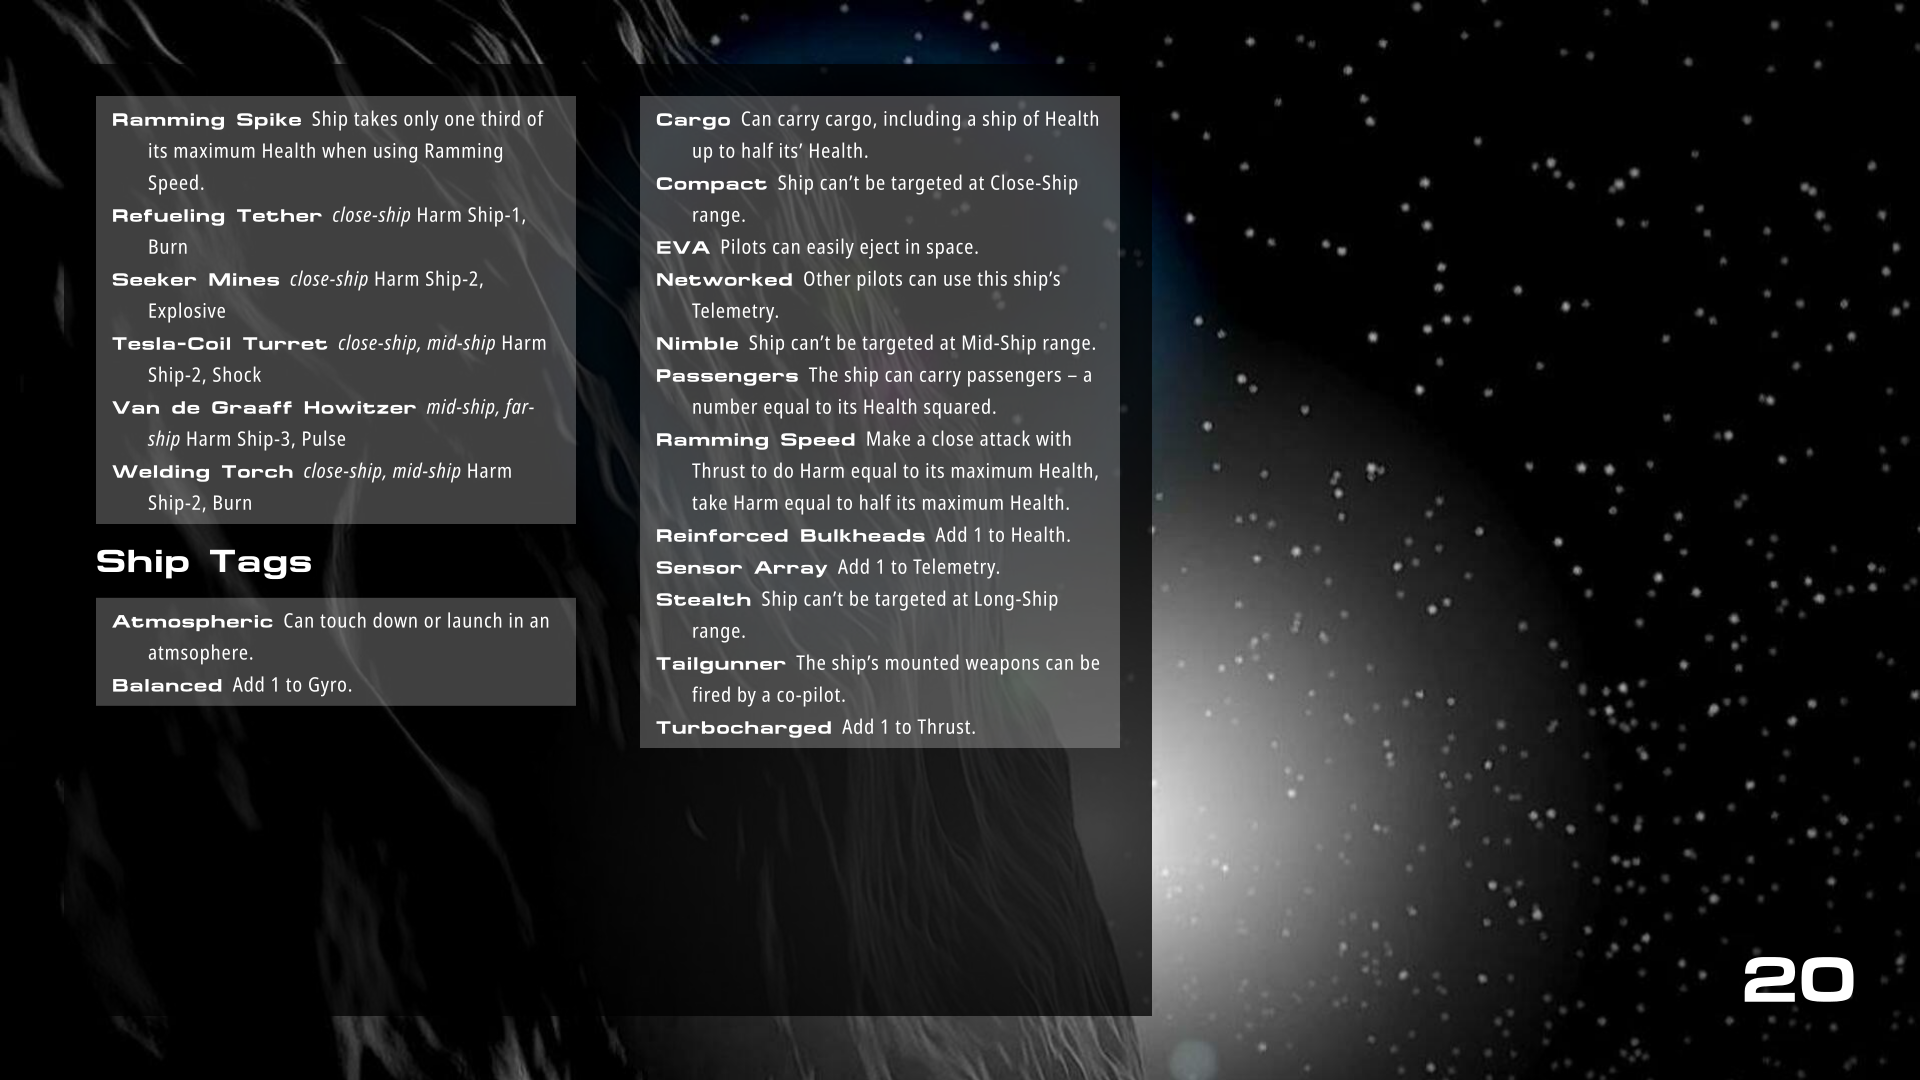 Ramming Spike Ship takes only one third of
its maximum Health when using Ramming
Speed.
Refueling Tether close-ship Harm Ship-1,
Burn
Seeker Mines close-ship Harm Ship-2,
Explosive
Tesla-Coil Turret close-ship, mid-ship Harm
Ship-2, Shock
Van de Graaff Howitzer mid-ship, far-
ship Harm Ship-3, Pulse
Welding Torch close-ship, mid-ship Harm
Ship-2, Burn
Ship Tags
Atmospheric Can touch down or launch in an
atmsophere.
Balanced Add 1 to Gyro.
Cargo Can carry cargo, including a ship of Health
up to half its’ Health.
Compact Ship can’t be targeted at Close-Ship
range.
EVA Pilots can easily eject in space.
Networked Other pilots can use this ship’s
Telemetry.
Nimble Ship can’t be targeted at Mid-Ship range.
Passengers The ship can carry passengers – a
number equal to its Health squared.
Ramming Speed Make a close attack with
Thrust to do Harm equal to its maximum Health,
take Harm equal to half its maximum Health.
Reinforced Bulkheads Add 1 to Health.
Sensor Array Add 1 to Telemetry.
Stealth Ship can’t be targeted at Long-Ship
range.
Tailgunner The ship’s mounted weapons can be
fired by a co-pilot.
Turbocharged Add 1 to Thrust.
20